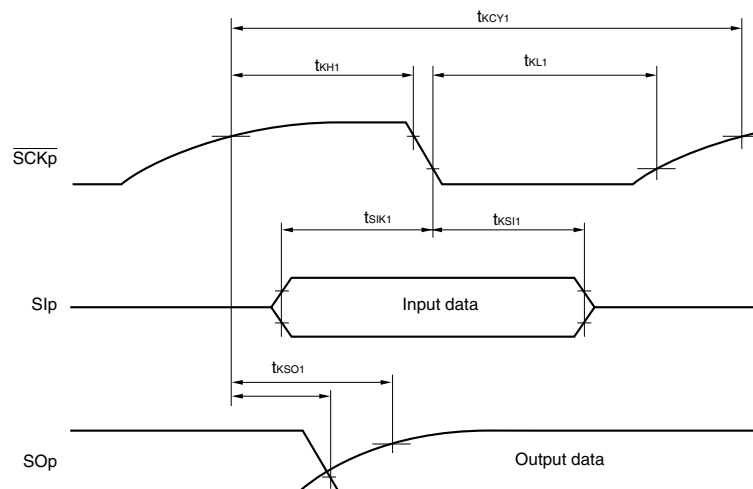 tKCY1
tKH1
tKL1
SCKp
tSIK1
tKSI1
SIp
Input data
tKSO1
SOp
Output data